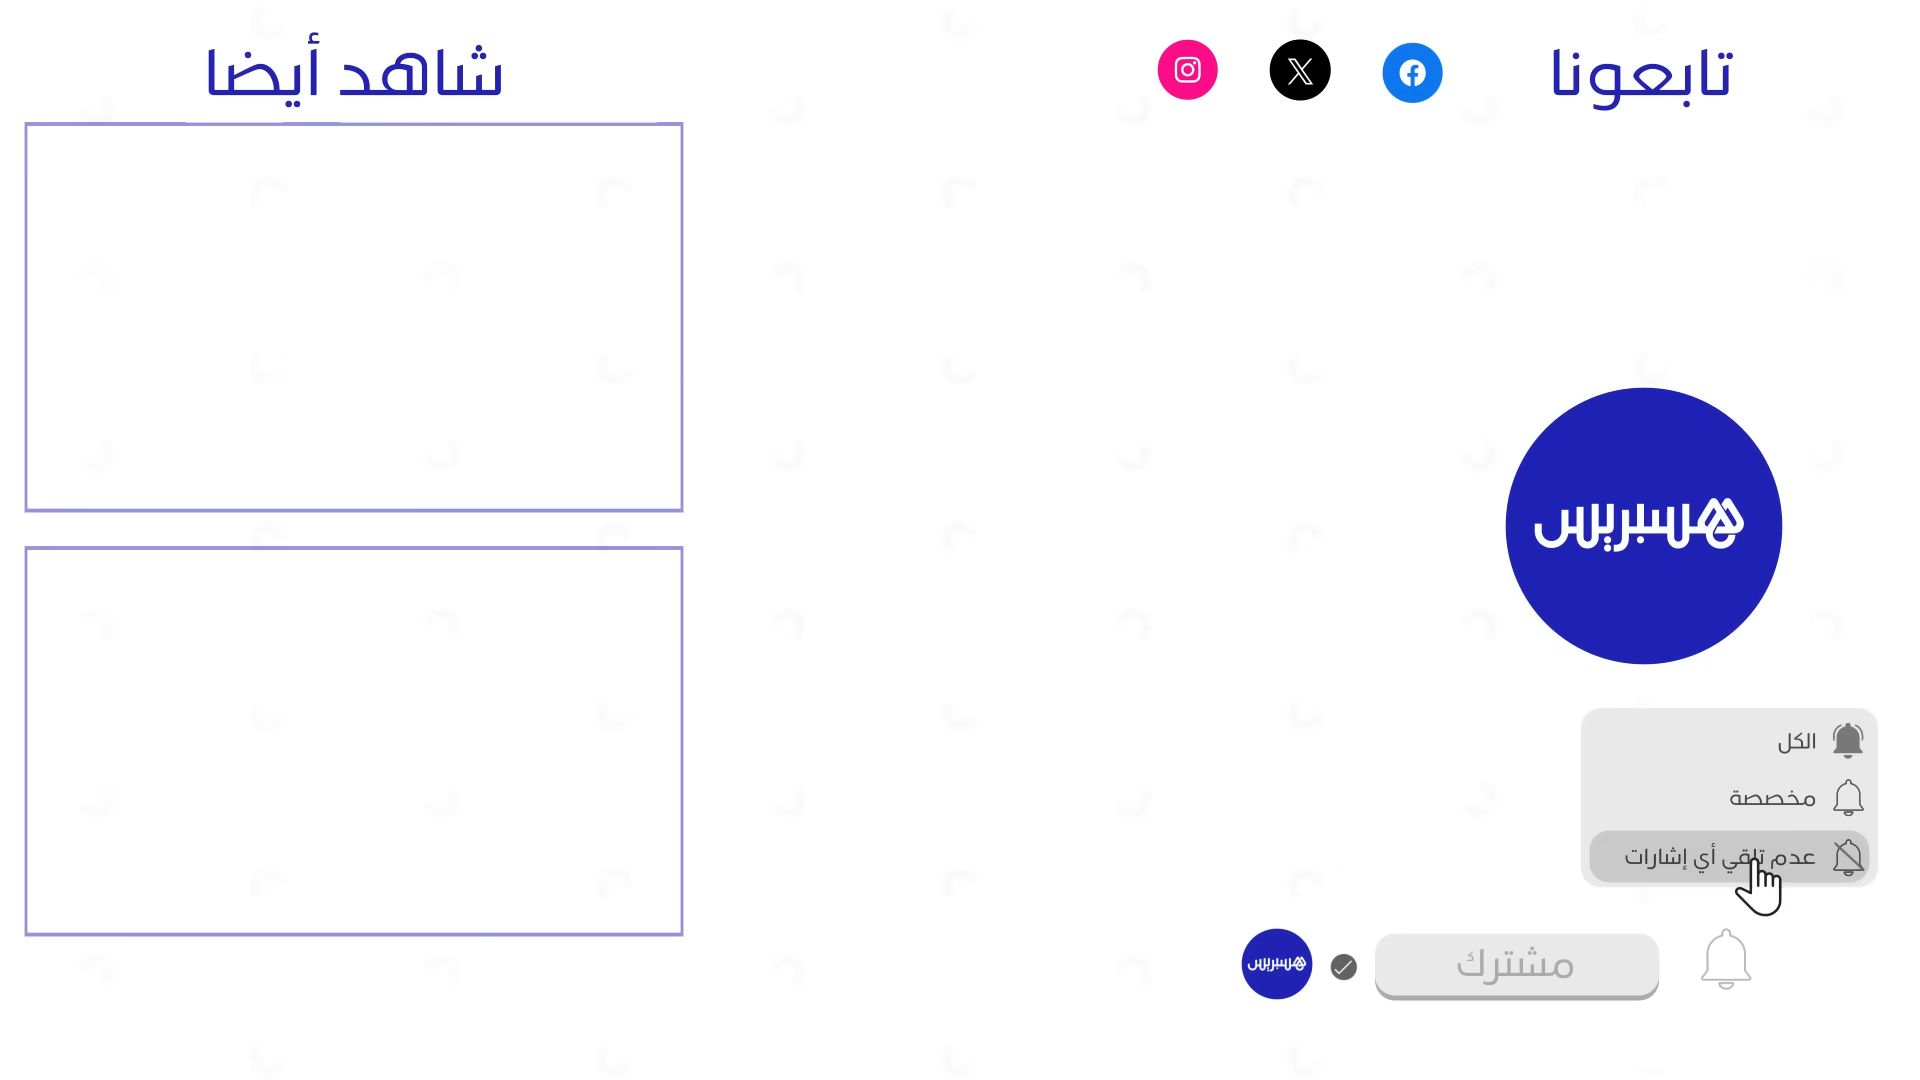 تابعونا
شاهد أيضا
هسبريس
الكل
مخصصة
عدم تلقي أي إشارات
مشترك
هسبريس